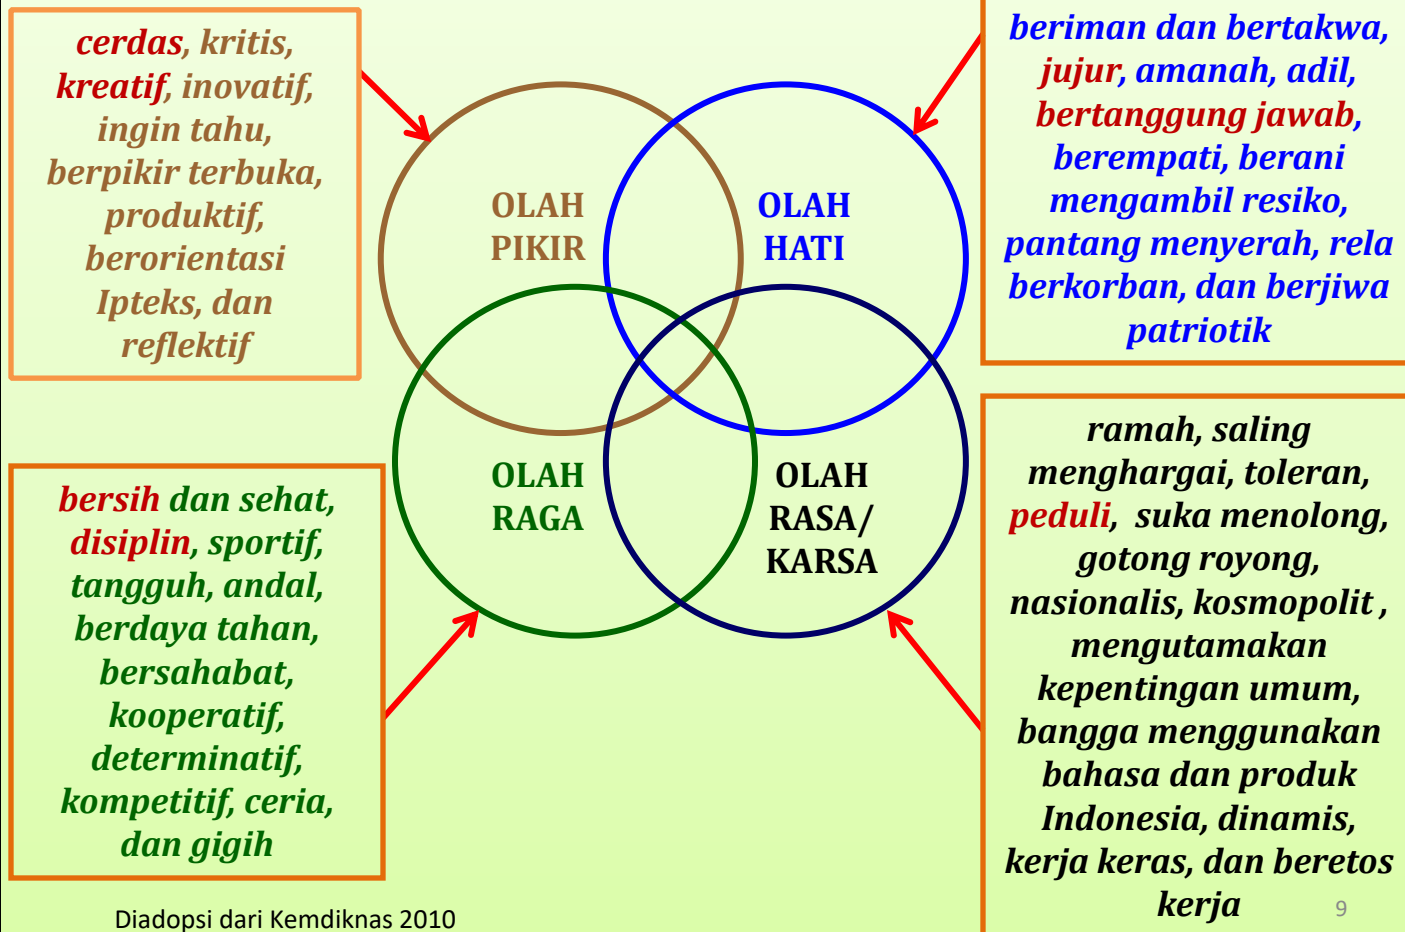 cerdas, kritis,
kreatif, inovatif,
ingin tahu,
berpikir terbuka,
produktif,
berorientasi
Ipteks, dan
reflektif
OLAH
PIKIR
OLAH
HATI
beriman dan bertakwa,
jujur, amanah, adil,
bertanggung jawab,
berempati, berani
mengambil resiko,
pantang menyerah, rela
berkorban, dan berjiwa
patriotik
bersih dan sehat,
disiplin, sportif,
tangguh, andal,
berdaya tahan,
bersahabat,
kooperatif,
determinatif,
kompetitif, ceria,
dan gigih
OLAH
RAGA
OLAH
RASA/
KARSA
ramah, saling
menghargai, toleran,
peduli, suka menolong,
gotong royong,
nasionalis, kosmopolit ,
mengutamakan
kepentingan umum,
bangga menggunakan
bahasa dan produk
Indonesia, dinamis,
kerja keras, dan beretos
kerja
Diadopsi dari Kemdiknas 2010
9